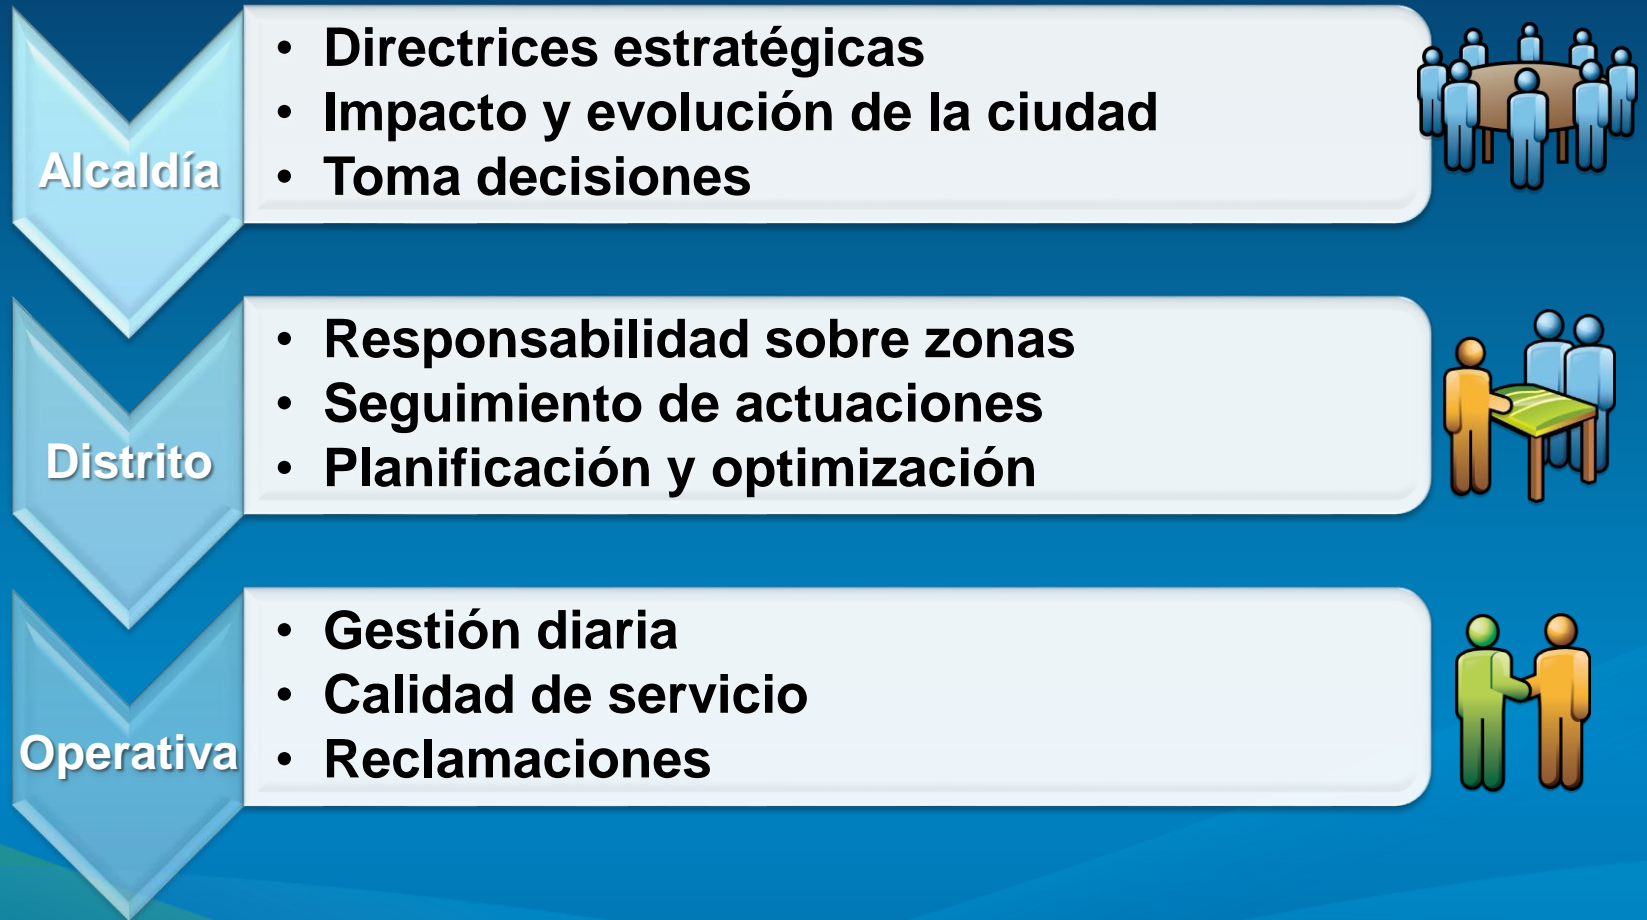 Alcaldía
• Directrices estratégicas
• Impacto y evolución de la ciudad
• Toma decisiones
Distrito
• Responsabilidad sobre zonas
• Seguimiento de actuaciones
• Planificación y optimización
Operativa
• Gestión diaria
• Calidad de servicio
• Reclamaciones